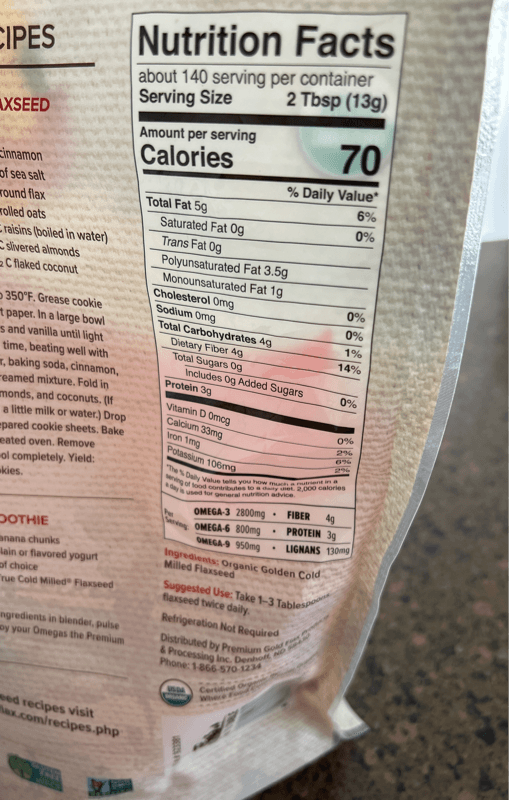 CIPES
AXSEED
cinnamon
of sea salt
round flax
rolled oats
C raisins (boiled in water)
C slivered almonds
C flaked coconut
350°F. Grease cookie
t paper. In a large bowl
s and vanilla until light
time, beating well with
r, baking soda, cinnamon,
reamed mixture. Fold in
monds, and coconuts. (If
a little milk or water.) Drop
epared cookie sheets. Bake
eated oven. Remove
ool completely. Yield:
kies.
OOTHIE
anana chunks
lain or flavored yogurt
of choice
rue Cold Milled® Flaxseed
ngredients in blender, pulse
oy your Omegas the Premium
eed recipes visit
flax.com/recipes.php
Nutrition Facts
about 140 serving per container
Serving Size 2 Tbsp (13g)
Amount per serving
Calories 70
% Daily Value*
Total Fat 5g 6%
Saturated Fat 0g 0%
Trans Fat 0g
Polyunsaturated Fat 3.5g
Monounsaturated Fat 1g
Cholesterol 0mg 0%
Sodium 0mg 0%
Total Carbohydrates 4g 1%
Dietary Fiber 4g 14%
Total Sugars 0g
Includes 0g Added Sugars 0%
Protein 3g
Vitamin D 0mcg 0%
Calcium 33mg 2%
Iron 1mg 6%
Potassium 106mg 2%
*The % Daily Value tells you how much a nutrient in a
serving of food contributes to a daily diet. 2,000 calories
a day is used for general nutrition advice.
Per Serving: OMEGA-3 2800mg • FIBER 4g
OMEGA-6 800mg • PROTEIN 3g
OMEGA-9 950mg • LIGNANS 130mg
Ingredients: Organic Golden Cold
Milled Flaxseed
Suggested Use: Take 1–3 Tablespoons
flaxseed twice daily.
Refrigeration Not Required
Distributed by Premium Gold Flax
& Processing Inc. Denhoff, ND
Phone: 1-866-570-1234
USDA
ORGANIC
Certified Organic